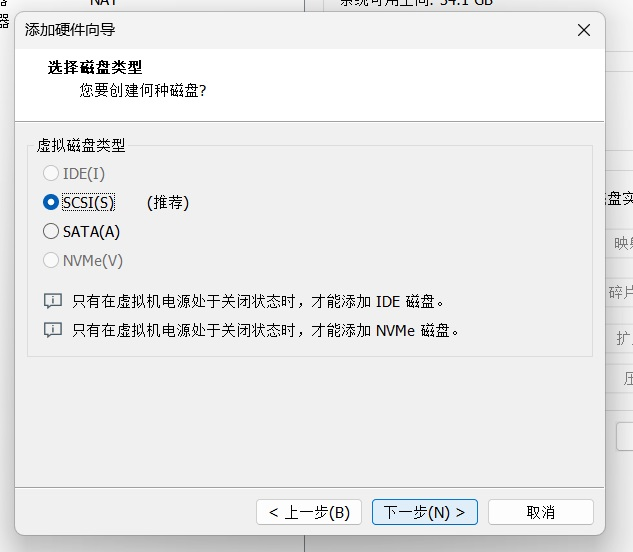 器
NAT
系统可用空间: 34.1 GB
器
添加硬件向导
选择磁盘类型
您要创建何种磁盘?
虚拟磁盘类型
IDE(I)
SCSI(S) (推荐)
SATA(A)
NVMe(V)
只有在虚拟机电源处于关闭状态时，才能添加 IDE 磁盘。
只有在虚拟机电源处于关闭状态时，才能添加 NVMe 磁盘。
盘实
映射
碎片
扩
压
< 上一步(B)
下一步(N) >
取消